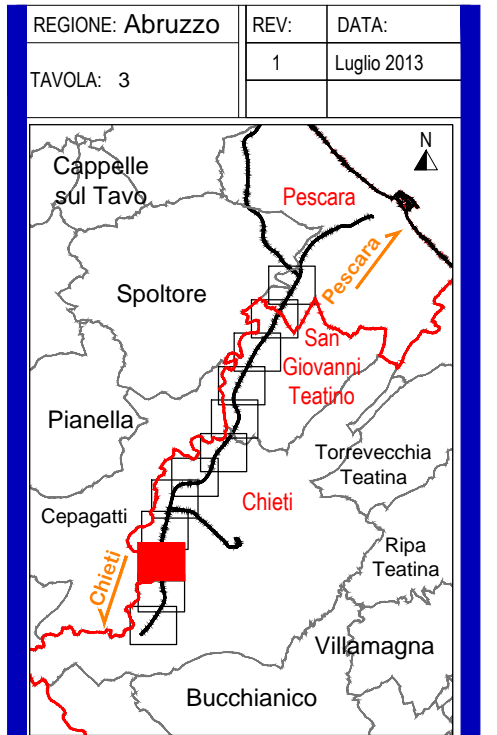 REGIONE: Abruzzo
REV:
DATA:
1
Luglio 2013
TAVOLA: 3
N
Cappelle
sul Tavo
Pescara
Pescara
Spoltore
San
Giovanni
Teatino
Pianella
Torrevecchia
Teatina
Chieti
Cepagatti
Ripa
Teatina
Chieti
Villamagna
Bucchianico